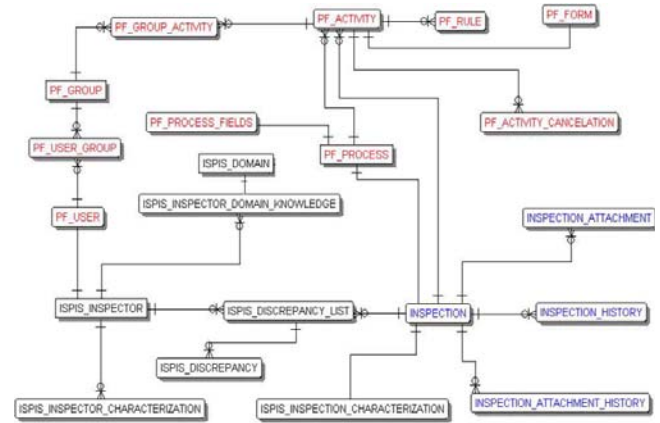 PF_GROUP_ACTIVITY
PF_ACTIVITY
PF_RULE
PF_FORM
PF_GROUP
PF_ACTIVITY_CANCELATION
PF_PROCESS_FIELDS
PF_USER_GROUP
PF_PROCESS
ISPIS_DOMAIN
ISPIS_INSPECTOR_DOMAIN_KNOWLEDGE
PF_USER
INSPECTION_ATTACHMENT
ISPIS_INSPECTOR
ISPIS_DISCREPANCY_LIST
INSPECTION
INSPECTION_HISTORY
ISPIS_DISCREPANCY
ISPIS_INSPECTOR_CHARACTERIZATION
ISPIS_INSPECTION_CHARACTERIZATION
INSPECTION_ATTACHMENT_HISTORY